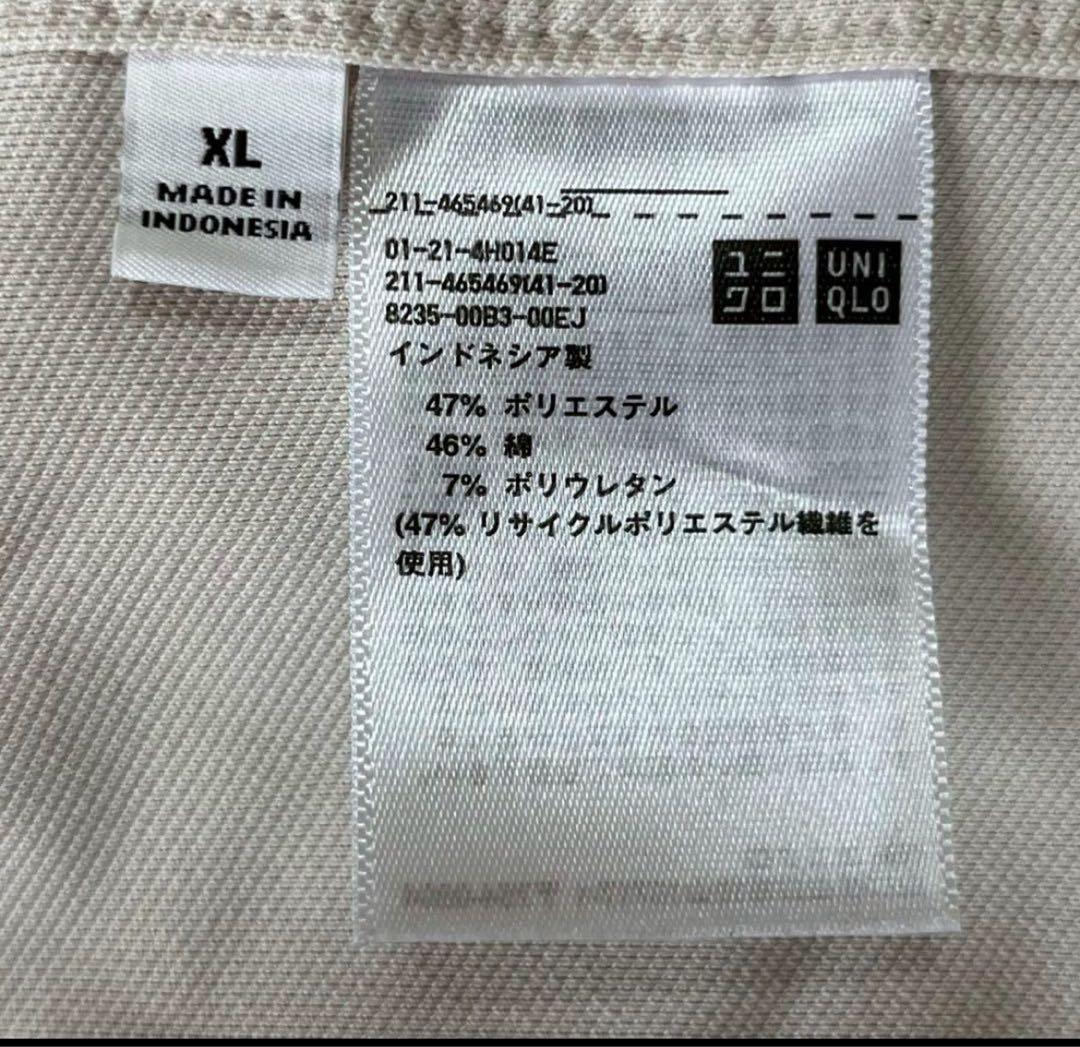 XL
MADE IN
INDONESIA
211-465469(41-20)
01-21-4H014E
211-465469(41-20)
8235-00B3-00EJ
ユニ
クロ
UNI
QLO
インドネシア製
47% ポリエステル
46% 綿
7% ポリウレタン
(47% リサイクルポリエステル繊維を
使用)